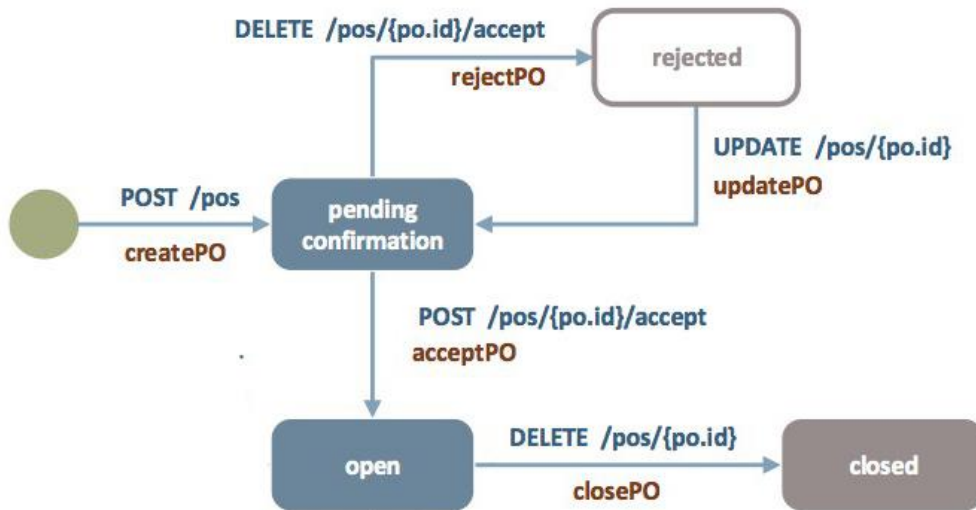 DELETE /pos/{po.id}/accept
rejectPO
rejected
UPDATE /pos/{po.id}
updatePO
POST /pos
createPO
pending
confirmation
POST /pos/{po.id}/accept
acceptPO
open
DELETE /pos/{po.id}
closePO
closed